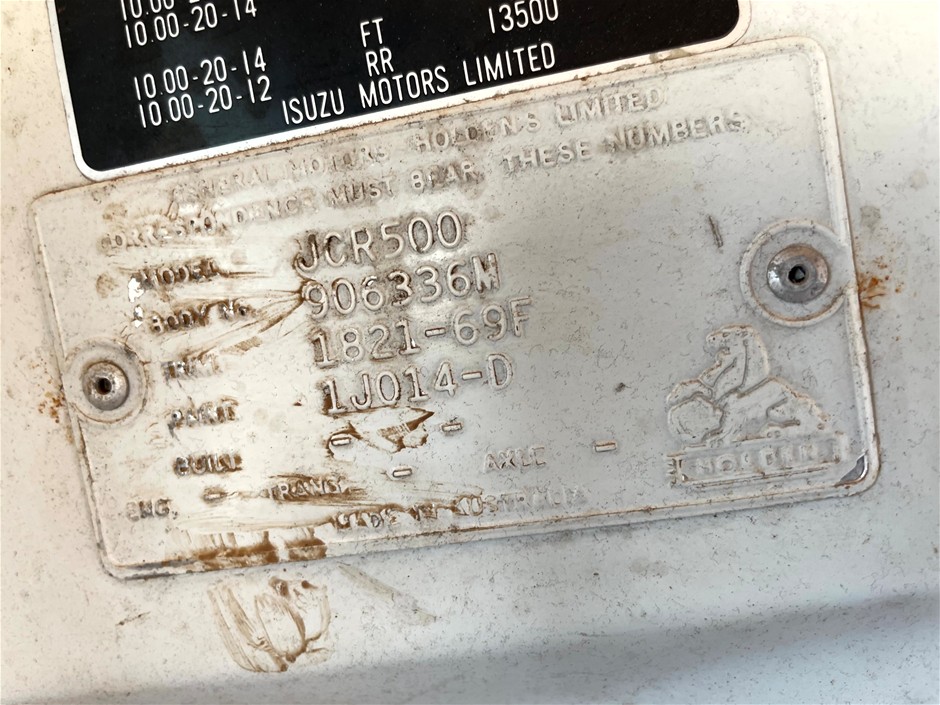 10.00-20-14
10.00-20-14 FT 13500
10.00-20-12 RR
ISUZU MOTORS LIMITED
GENERAL MOTORS HOLDEN'S LIMITED
CORRESPONDENCE MUST BEAR THESE NUMBERS
MODEL JCR500
BODY No. 906336M
TRIM 1821-69F
PAINT 1J014-D
BUILT - -
ENG. - TRANS. - AXLE -
MADE IN AUSTRALIA
HOLDEN